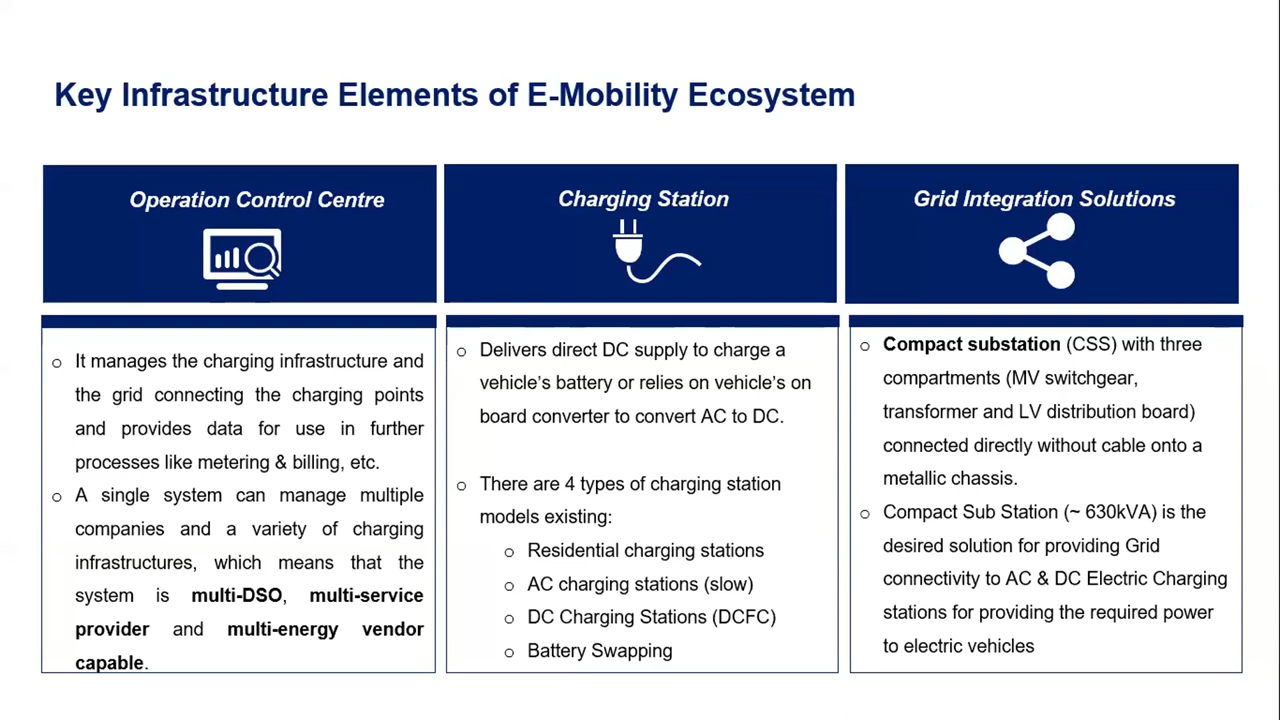 Key Infrastructure Elements of E-Mobility Ecosystem
Operation Control Centre
o It manages the charging infrastructure and
the grid connecting the charging points
and provides data for use in further
processes like metering & billing, etc.
o A single system can manage multiple
companies and a variety of charging
infrastructures, which means that the
system is multi-DSO, multi-service
provider and multi-energy vendor
capable.
Charging Station
o Delivers direct DC supply to charge a
vehicle's battery or relies on vehicle's on
board converter to convert AC to DC.
o There are 4 types of charging station
models existing:
o Residential charging stations
o AC charging stations (slow)
o DC Charging Stations (DCFC)
o Battery Swapping
Grid Integration Solutions
o Compact substation (CSS) with three
compartments (MV switchgear,
transformer and LV distribution board)
connected directly without cable onto a
metallic chassis.
o Compact Sub Station (~ 630kVA) is the
desired solution for providing Grid
connectivity to AC & DC Electric Charging
stations for providing the required power
to electric vehicles